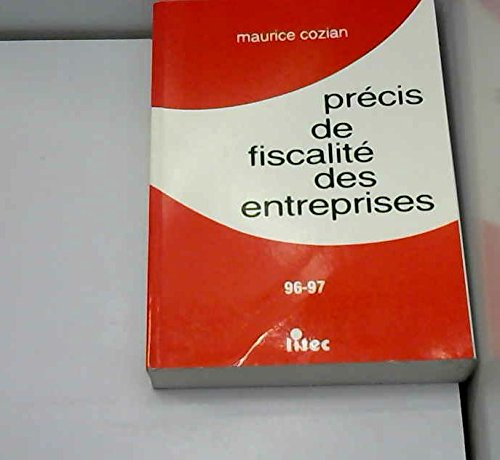 maurice cozian
précis
de
fiscalité
des
entreprises
96-97
litec